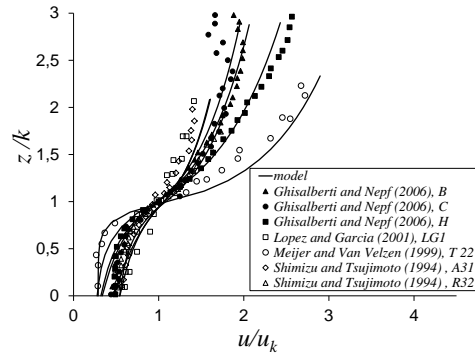 3
2,5
2
1,5
1
0,5
0
z/k
0
1
2
3
4
u/u_k
model
Ghisalberti and Nepf (2006), B
Ghisalberti and Nepf (2006), C
Ghisalberti and Nepf (2006), H
Lopez and Garcia (2001), LG1
Meijer and Van Velzen (1999), T 22
Shimizu and Tsujimoto (1994) , A31
Shimizu and Tsujimoto (1994) , R32